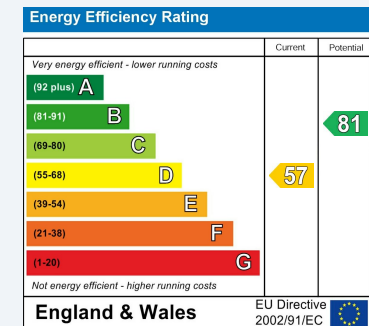 Energy Efficiency Rating
Current Potential
Very energy efficient - lower running costs
(92 plus) A
(81-91) B
81
(69-80) C
(55-68) D
57
(39-54) E
(21-38) F
(1-20) G
Not energy efficient - higher running costs
England & Wales
EU Directive
2002/91/EC